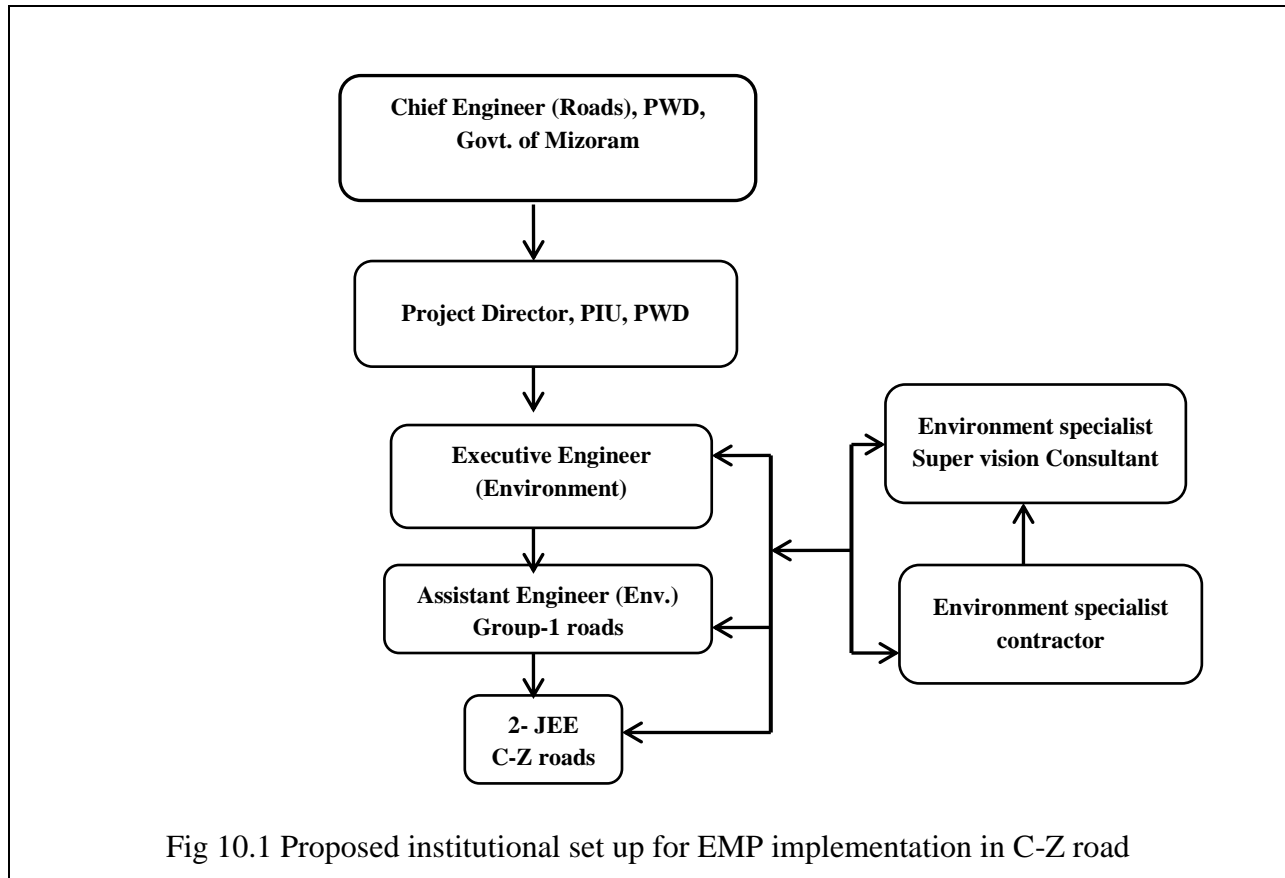 Chief Engineer (Roads), PWD,
Govt. of Mizoram
Project Director, PIU, PWD
Executive Engineer
(Environment)
Assistant Engineer (Env.)
Group-1 roads
2- JEE
C-Z roads
Environment specialist
Super vision Consultant
Environment specialist
contractor
Fig 10.1 Proposed institutional set up for EMP implementation in C-Z road